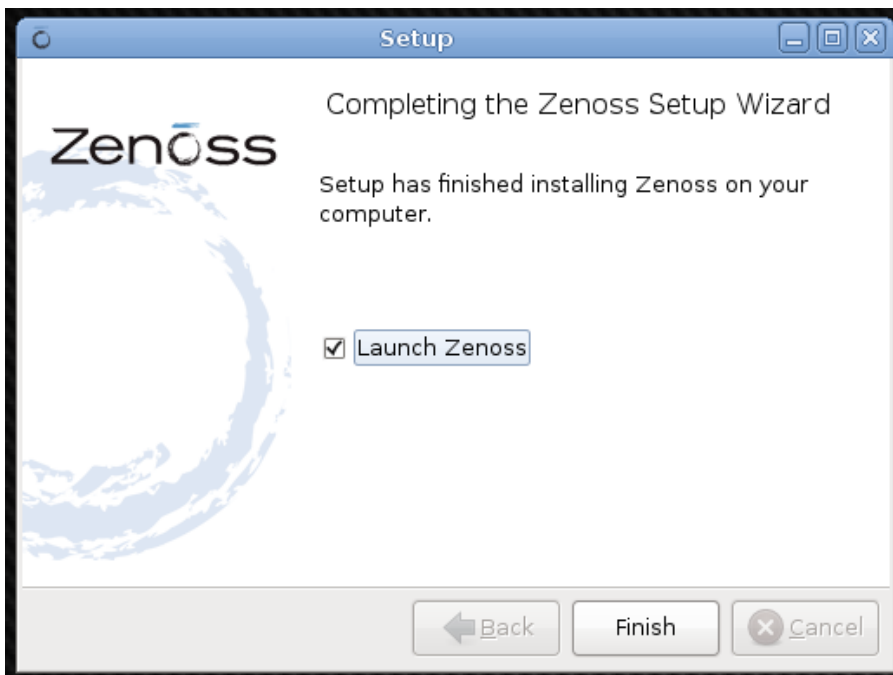 Setup
Zenōss
Completing the Zenoss Setup Wizard
Setup has finished installing Zenoss on your
computer.
Launch Zenoss
Back
Finish
Cancel